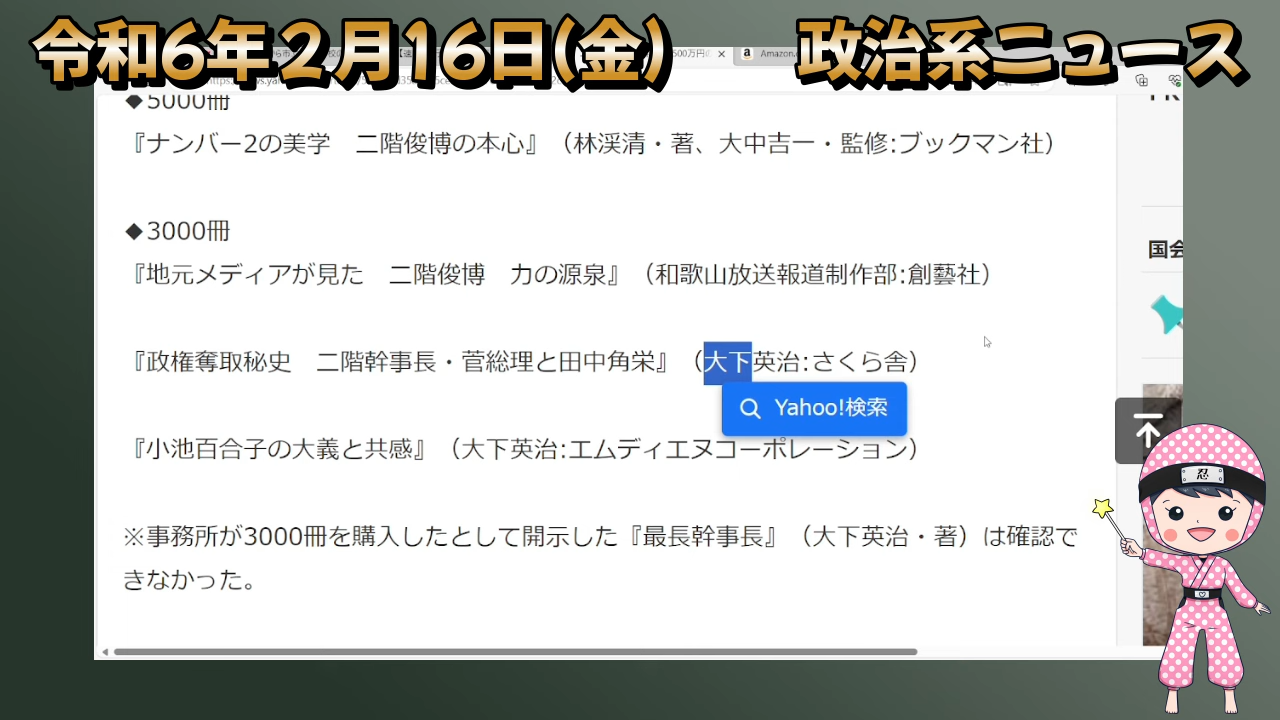 令和6年2月16日(金)　政治系ニュース
500万円の
Amazon.
◆5000冊
『ナンバー2の美学　二階俊博の本心』（林渓清・著、大中吉一・監修:ブックマン社）
◆3000冊
国会
『地元メディアが見た　二階俊博　力の源泉』（和歌山放送報道制作部:創藝社）
『政権奪取秘史　二階幹事長・菅総理と田中角栄』（大下英治:さくら舎）
Yahoo!検索
『小池百合子の大義と共感』（大下英治:エムディエヌコーポレーション）
忍
※事務所が3000冊を購入したとして開示した『最長幹事長』（大下英治・著）は確認で
きなかった。